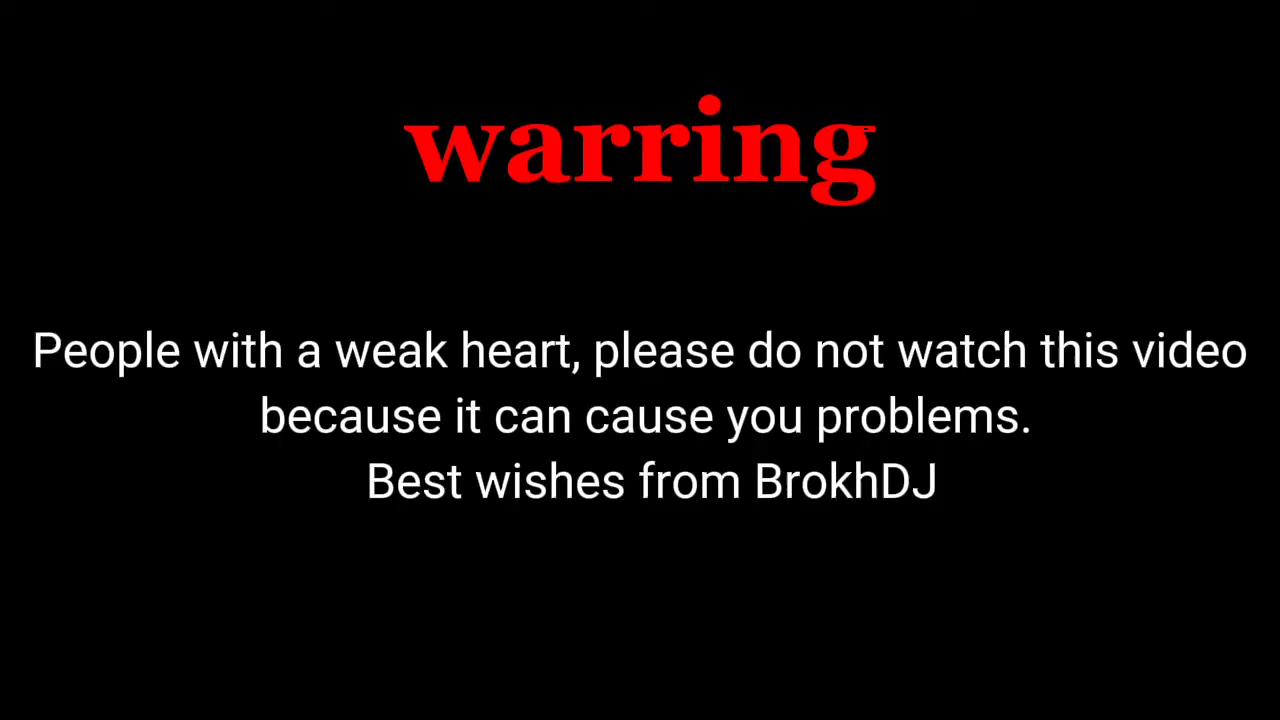 warring
People with a weak heart, please do not watch this video
because it can cause you problems.
Best wishes from BrokhDJ